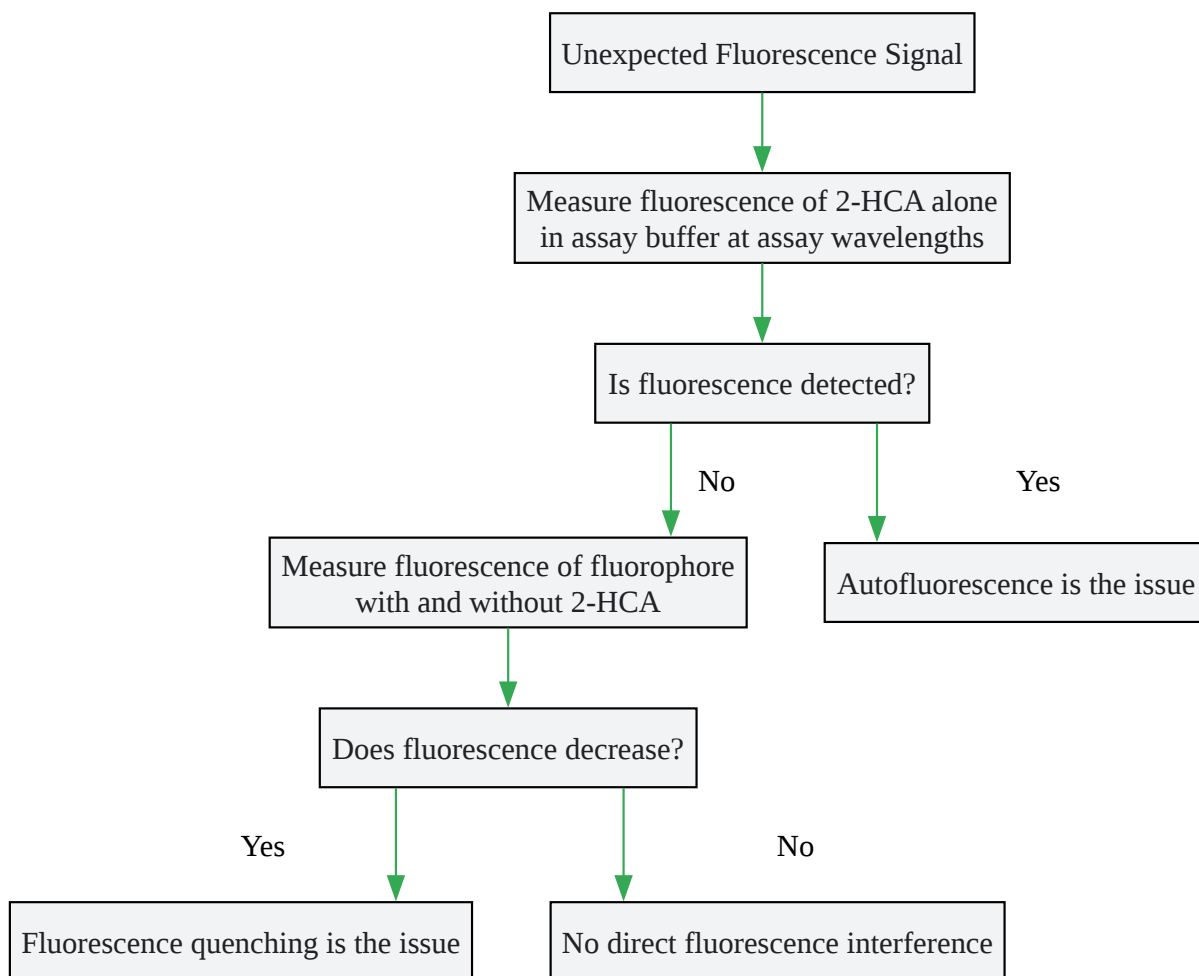 Unexpected Fluorescence Signal
Measure fluorescence of 2-HCA alone
in assay buffer at assay wavelengths
Is fluorescence detected?
No
Yes
Measure fluorescence of fluorophore
with and without 2-HCA
Autofluorescence is the issue
Does fluorescence decrease?
Yes
No
Fluorescence quenching is the issue
No direct fluorescence interference